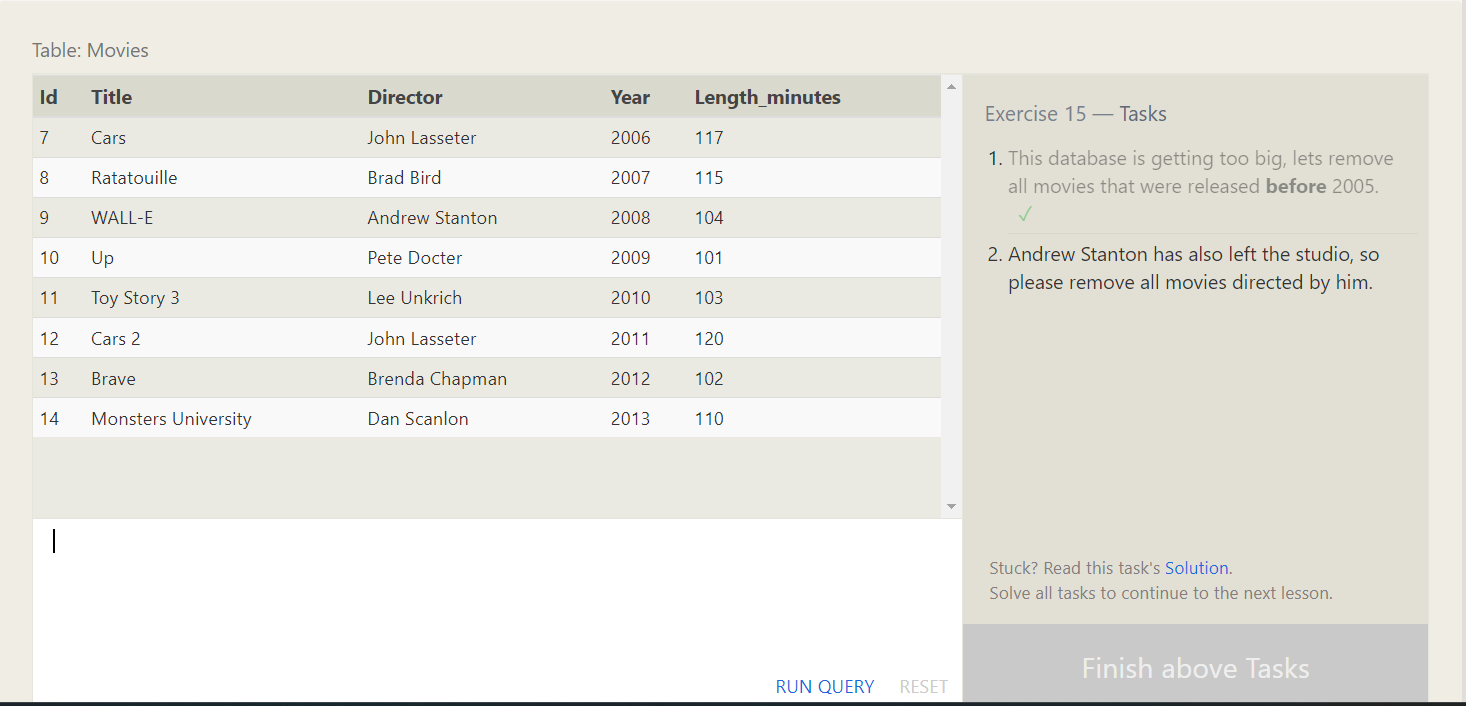 Table: Movies
Id Title Director Year Length_minutes
7 Cars John Lasseter 2006 117
8 Ratatouille Brad Bird 2007 115
9 WALL-E Andrew Stanton 2008 104
10 Up Pete Docter 2009 101
11 Toy Story 3 Lee Unkrich 2010 103
12 Cars 2 John Lasseter 2011 120
13 Brave Brenda Chapman 2012 102
14 Monsters University Dan Scanlon 2013 110
RUN QUERY RESET
Exercise 15 — Tasks
1. This database is getting too big, lets remove
all movies that were released before 2005.
✓
2. Andrew Stanton has also left the studio, so
please remove all movies directed by him.
Stuck? Read this task's Solution.
Solve all tasks to continue to the next lesson.
Finish above Tasks